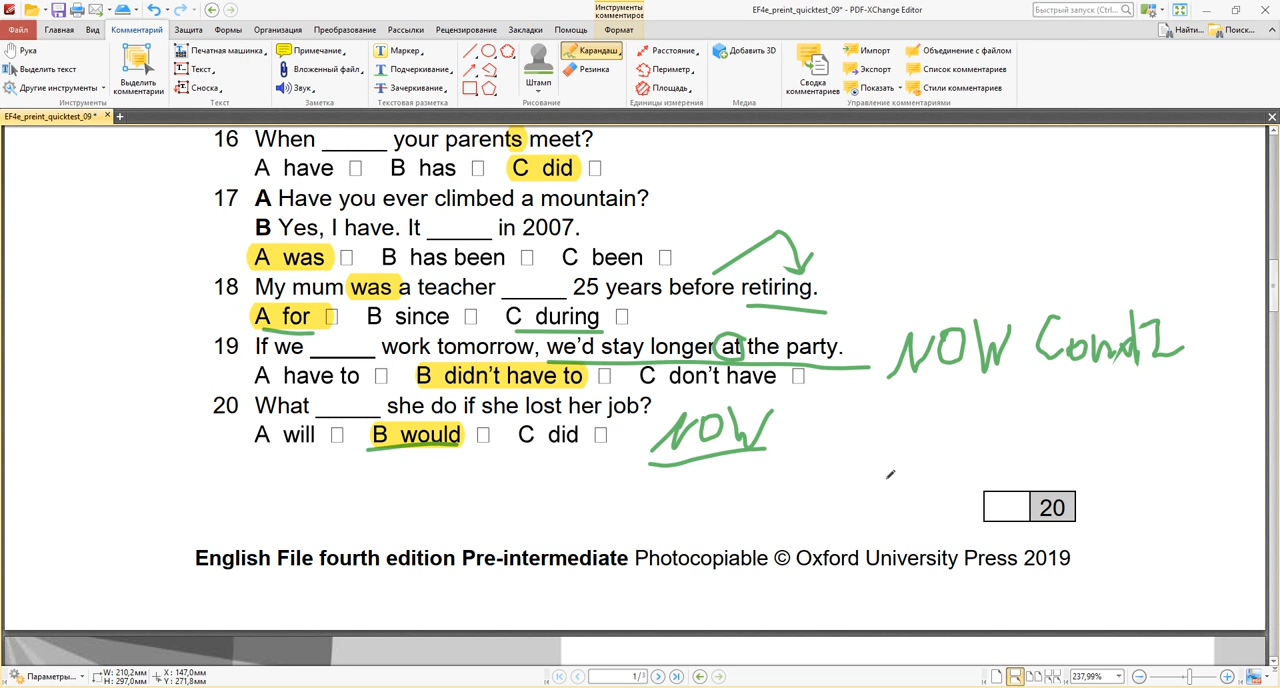 Инструменты комментиров
EF4e_preint_quicktest_09* - PDF-XChange Editor
Быстрый запуск (Ctrl...
Файл Главная Вид Комментарий Защита Формы Организация Преобразование Рассылки Рецензирование Закладки Помощь Формат
Найти... Поиск...
Рука Выделить текст Другие инструменты Инструменты
Выделить комментарии
Печатная машинка Текст Сноска Текст
Примечание Вложенный файл Звук Заметка
Маркер Подчеркивание Зачеркивание Текстовая разметка
Карандаш Резинка Штамп Рисование
Расстояние Периметр Площадь Единицы измерения
Добавить 3D Медиа
Сводка комментариев Импорт Экспорт Показать
Объединение с файлом Список комментариев Стили комментариев
Управление комментариями
EF4e_preint_quicktest_09*
16 When _____ your parents meet?
A have B has C did
17 A Have you ever climbed a mountain?
B Yes, I have. It _____ in 2007.
A was B has been C been
18 My mum was a teacher _____ 25 years before retiring.
A for B since C during
19 If we _____ work tomorrow, we'd stay longer at the party.
NOW Cond2
A have to B didn't have to C don't have
20 What _____ she do if she lost her job?
A will B would C did
NOW
20
English File fourth edition Pre-intermediate Photocopiable © Oxford University Press 2019
Параметры...
W: 210,2мм
H: 297,0мм
X: 147,0мм
Y: 271,8мм
237,99%